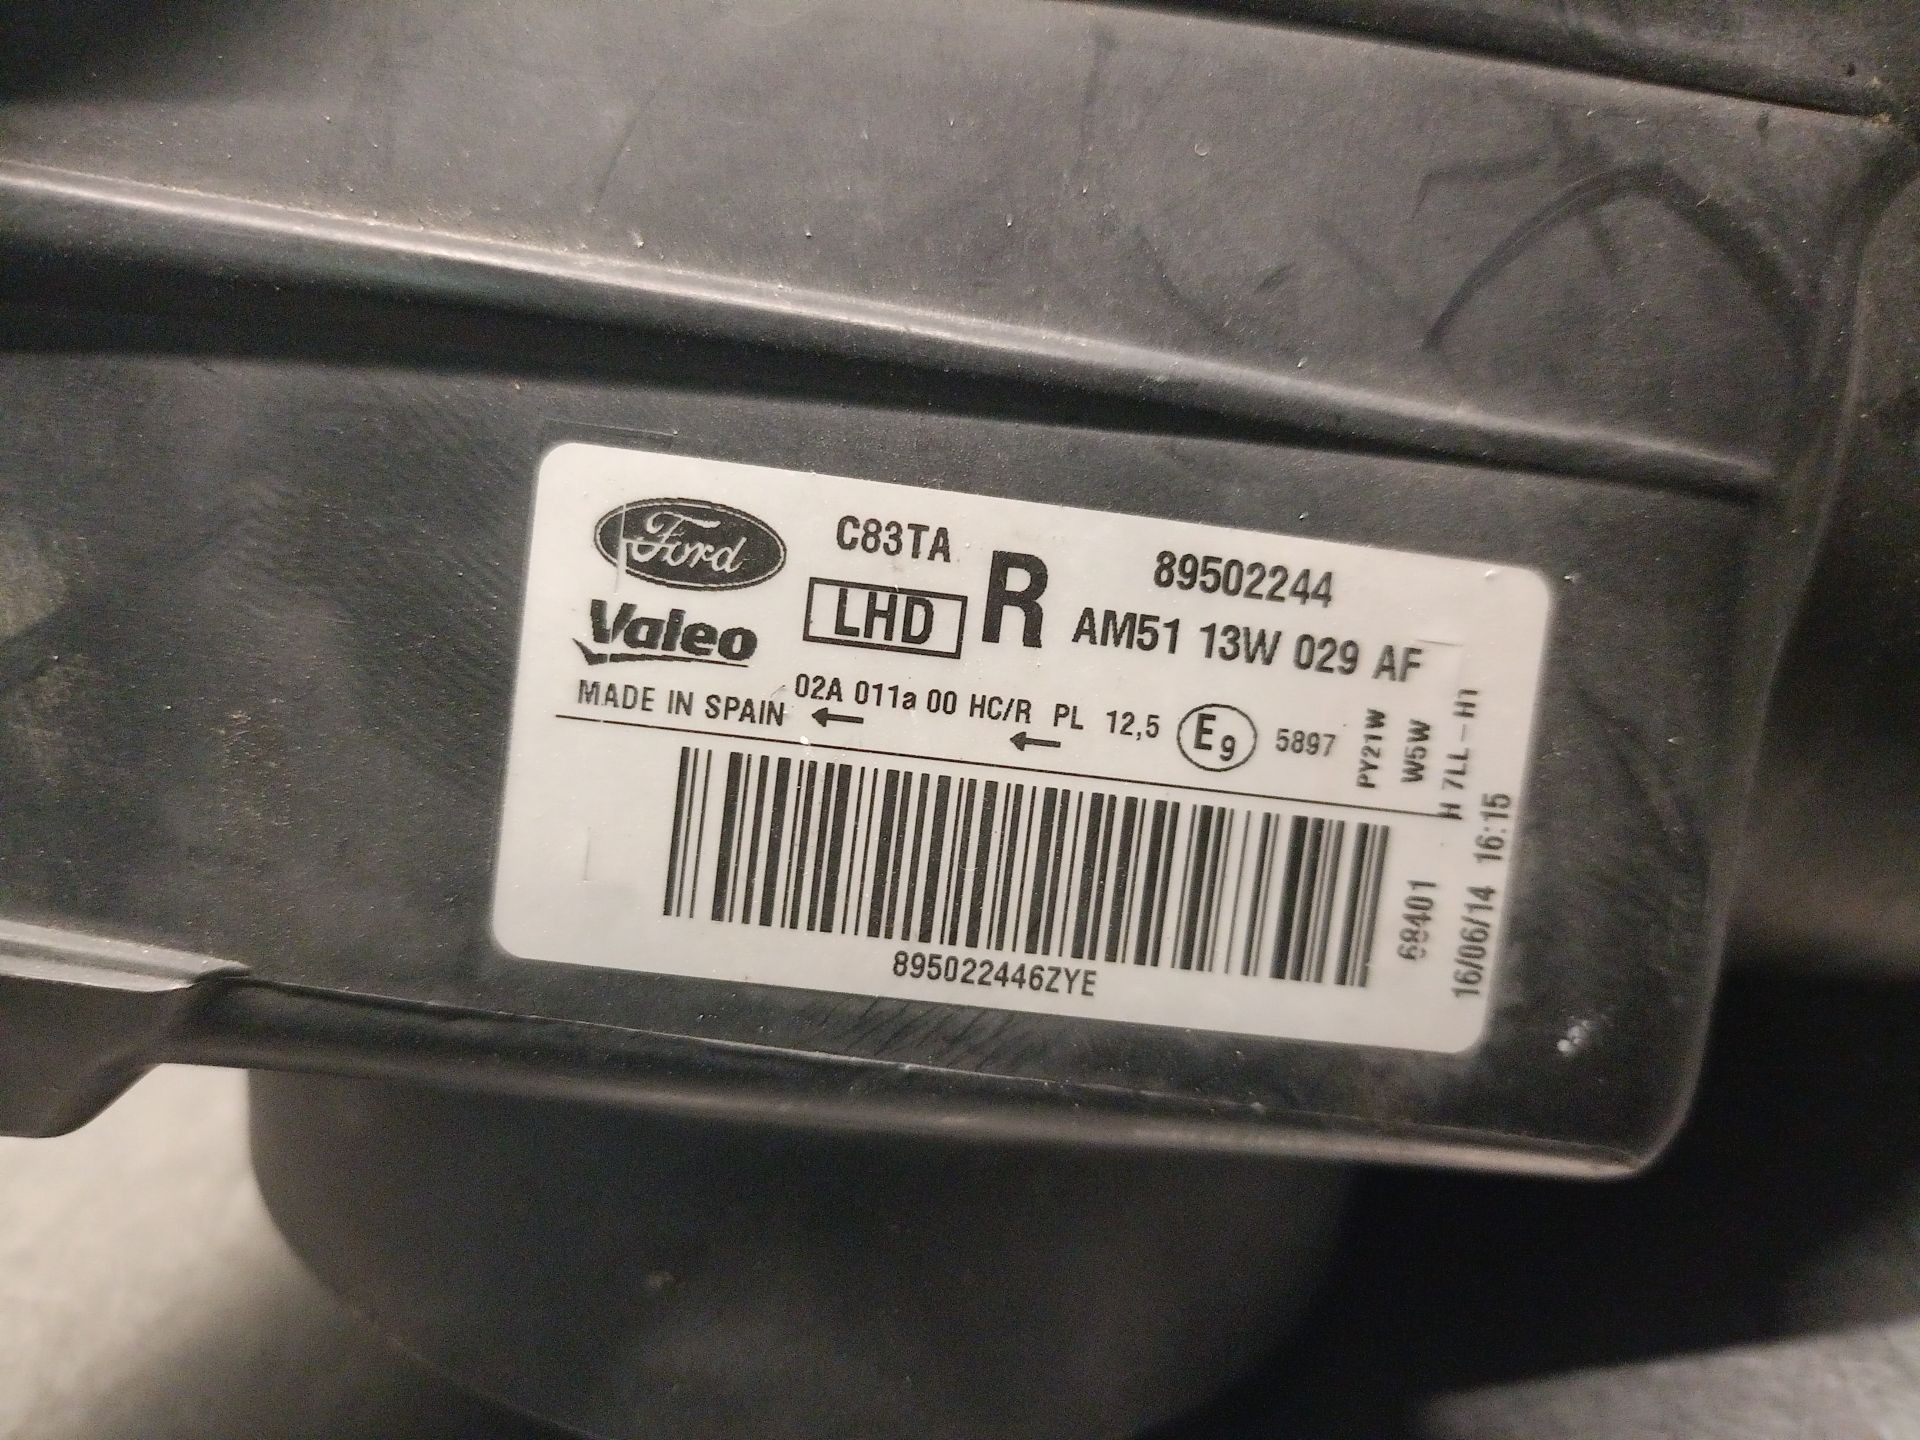 Ford
C83TA
89502244
Valeo
LHD
R
AM51 13W 029 AF
MADE IN SPAIN
02A 011a 00 HC/R PL 12,5
E9
5897
PY21W
W5W
H 7LL-H1
895022446ZYE
68401
16/06/14 16:15